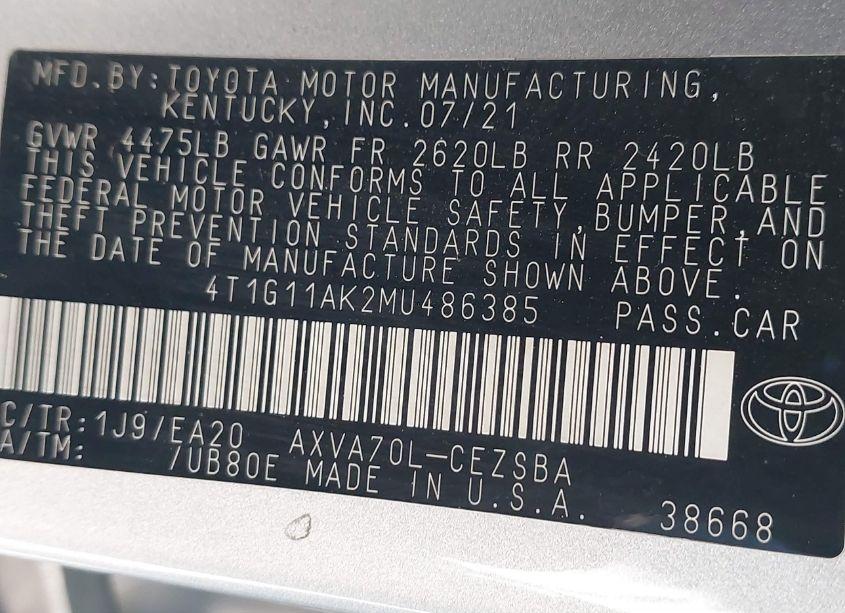 MFD. BY: TOYOTA MOTOR MANUFACTURING,
KENTUCKY, INC. 07/21
GVWR 4475LB GAWR FR 2620LB RR 2420LB
THIS VEHICLE CONFORMS TO ALL APPLICABLE
FEDERAL MOTOR VEHICLE SAFETY, BUMPER, AND
THEFT PREVENTION STANDARDS IN EFFECT ON
THE DATE OF MANUFACTURE SHOWN ABOVE.
4T1G11AK2MU486385 PASS.CAR
C/TR: 1J9/EA20 AXVA70L-CEZSBA
A/TM: /UB80E MADE IN U.S.A. 38668